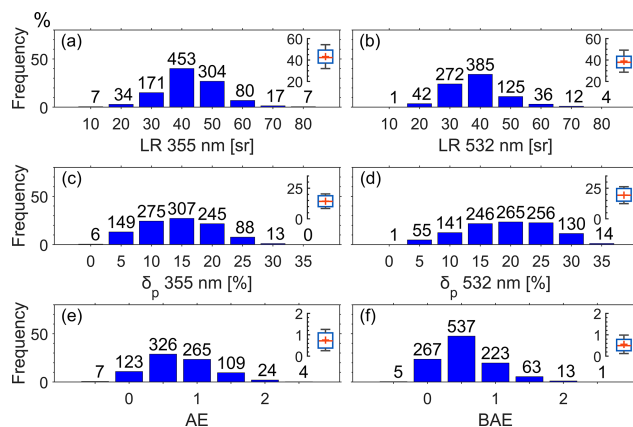 %
(a) 453 60
Frequency 50 304 40
171
7 34 80 17 7 20
0
10 20 30 40 50 60 70 80
LR 355 nm [sr]
(b) 385 60
272 40
1 42 125 36 12 4 20
10 20 30 40 50 60 70 80
LR 532 nm [sr]
(c) 25
Frequency 50 275 307 245
6 149 88 13 0 0
0
0 5 10 15 20 25 30 35
δp 355 nm [%]
(d) 25
246 265 256
1 55 141 130 14 0
0 5 10 15 20 25 30 35
δp 532 nm [%]
(e) 2
Frequency 50 326 265 1
7 123 109 24 4 0
0
0 1 2
AE
(f) 537 2
267 223 1
5 63 13 1 0
0 1 2
BAE